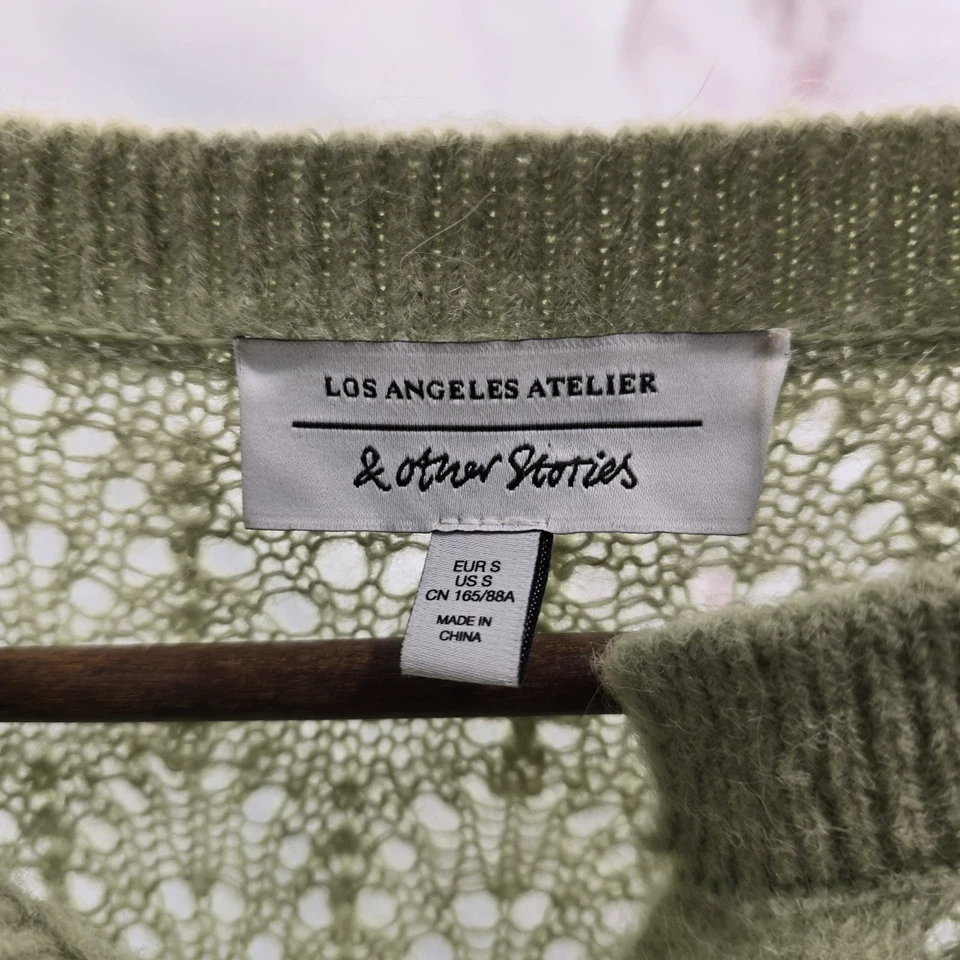 LOS ANGELES ATELIER
& other Stories
EUR S
US S
CN 165/88A
MADE IN
CHINA